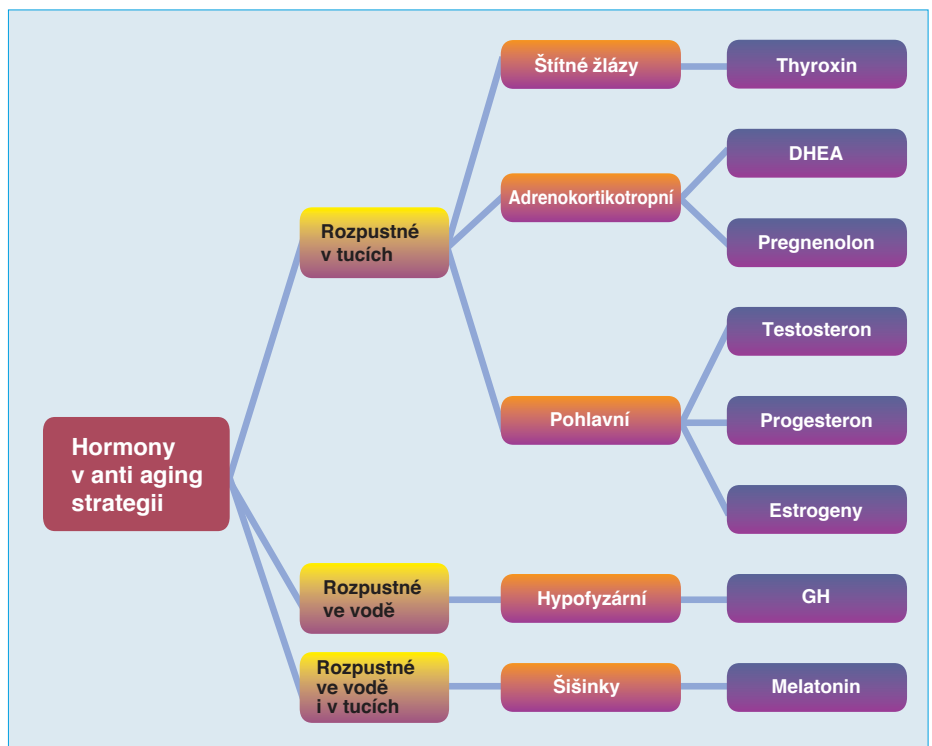 Hormony
v anti aging
strategii
Rozpustné
v tucích
Štítné žlázy
Thyroxin
Adrenokortikotropní
DHEA
Pregnenolon
Pohlavní
Testosteron
Progesteron
Estrogeny
Rozpustné
ve vodě
Hypofyzární
GH
Rozpustné
ve vodě
i v tucích
Šišinky
Melatonin